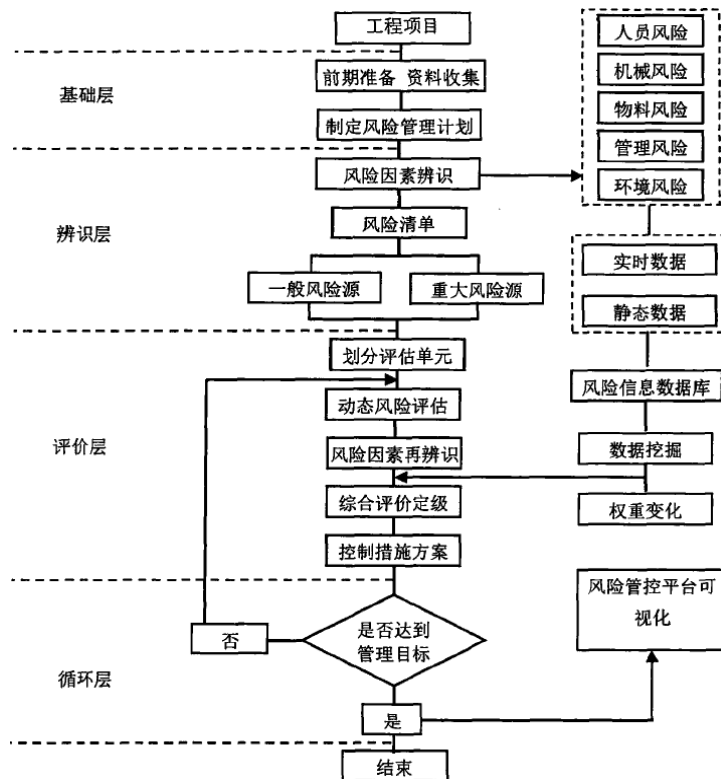 工程项目
人员风险
前期准备 资料收集
机械风险
基础层
物料风险
制定风险管理计划
管理风险
风险因素辨识
环境风险
风险清单
辨识层
实时数据
一般风险源
重大风险源
静态数据
划分评估单元
风险信息数据库
动态风险评估
评价层
风险因素再辨识
数据挖掘
综合评价定级
权重变化
控制措施方案
风险管控平台可
视化
否
是否达到
管理目标
循环层
是
结束